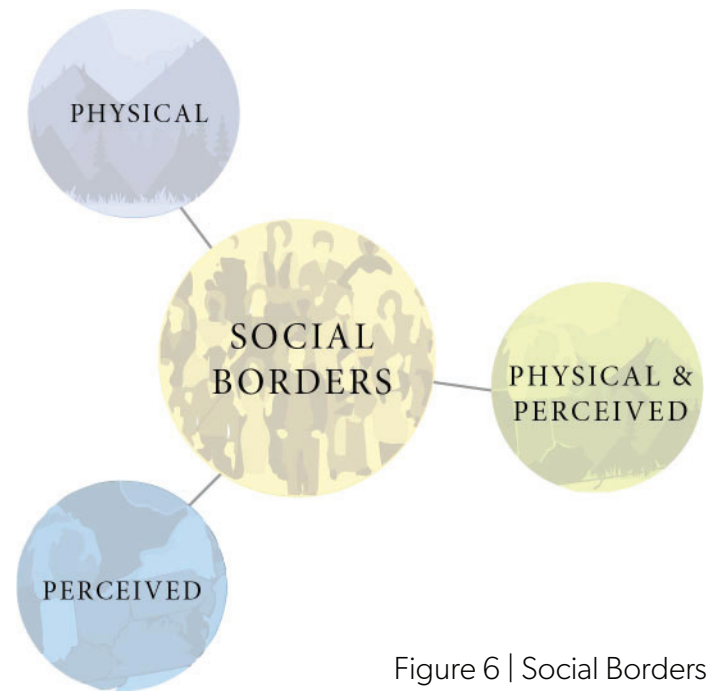 PHYSICAL
SOCIAL
BORDERS
PHYSICAL &
PERCEIVED
PERCEIVED
Figure 6 | Social Borders